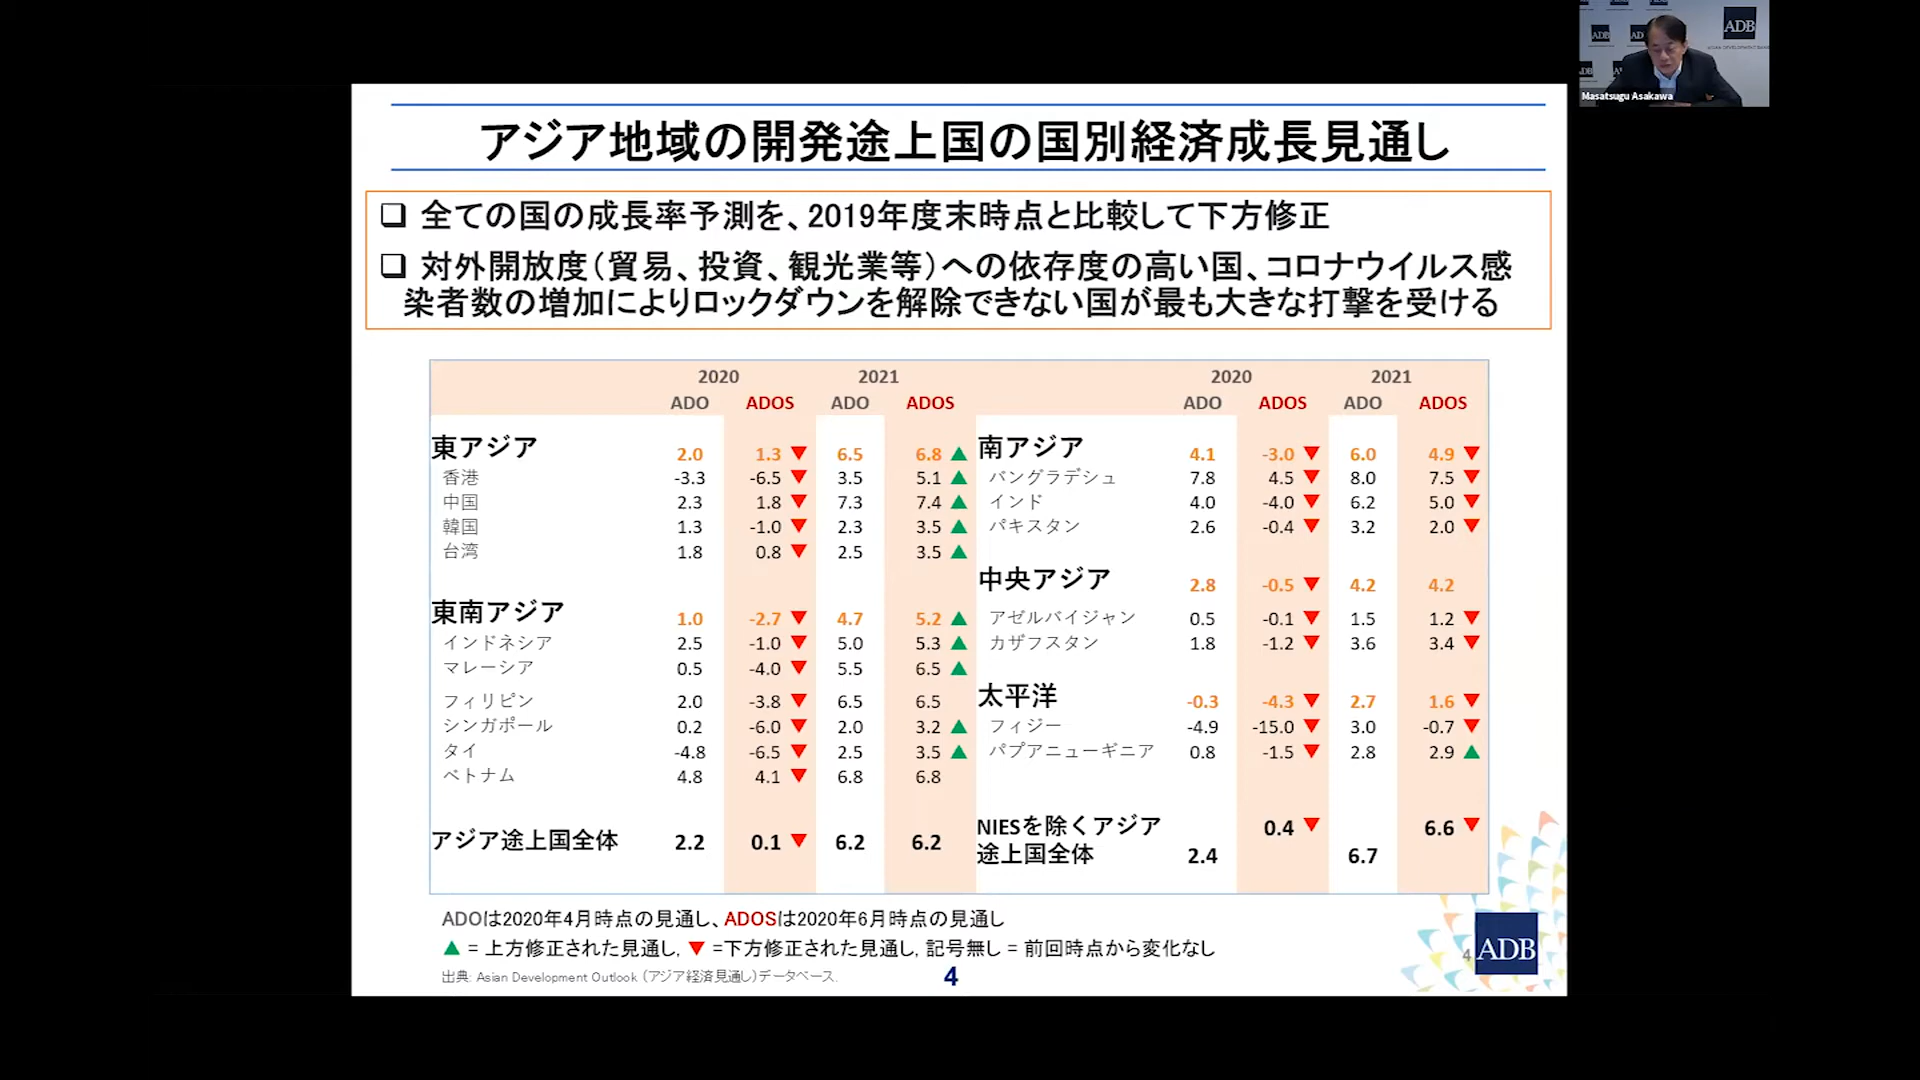 ADB
Masatsugu Asakawa
アジア地域の開発途上国の国別経済成長見通し
❑ 全ての国の成長率予測を、2019年度末時点と比較して下方修正
❑ 対外開放度（貿易、投資、観光業等）への依存度の高い国、コロナウイルス感
染者数の増加によりロックダウンを解除できない国が最も大きな打撃を受ける
2020 2021
ADO ADOS ADO ADOS
東アジア 2.0 1.3 ▼ 6.5 6.8 ▲
香港 -3.3 -6.5 ▼ 3.5 5.1 ▲
中国 2.3 1.8 ▼ 7.3 7.4 ▲
韓国 1.3 -1.0 ▼ 2.3 3.5 ▲
台湾 1.8 0.8 ▼ 2.5 3.5 ▲
東南アジア 1.0 -2.7 ▼ 4.7 5.2 ▲
インドネシア 2.5 -1.0 ▼ 5.0 5.3 ▲
マレーシア 0.5 -4.0 ▼ 5.5 6.5 ▲
フィリピン 2.0 -3.8 ▼ 6.5 6.5
シンガポール 0.2 -6.0 ▼ 2.0 3.2 ▲
タイ -4.8 -6.5 ▼ 2.5 3.5 ▲
ベトナム 4.8 4.1 ▼ 6.8 6.8
アジア途上国全体 2.2 0.1 ▼ 6.2 6.2
2020 2021
ADO ADOS ADO ADOS
南アジア 4.1 -3.0 ▼ 6.0 4.9 ▼
バングラデシュ 7.8 4.5 ▼ 8.0 7.5 ▼
インド 4.0 -4.0 ▼ 6.2 5.0 ▼
パキスタン 2.6 -0.4 ▼ 3.2 2.0 ▼
中央アジア 2.8 -0.5 ▼ 4.2 4.2
アゼルバイジャン 0.5 -0.1 ▼ 1.5 1.2 ▼
カザフスタン 1.8 -1.2 ▼ 3.6 3.4 ▼
太平洋 -0.3 -4.3 ▼ 2.7 1.6 ▼
フィジー -4.9 -15.0 ▼ 3.0 -0.7 ▼
パプアニューギニア 0.8 -1.5 ▼ 2.8 2.9 ▲
NIESを除くアジア 0.4 ▼ 6.6 ▼
途上国全体 2.4 6.7
ADOは2020年4月時点の見通し、ADOSは2020年6月時点の見通し
▲ = 上方修正された見通し, ▼ =下方修正された見通し, 記号無し = 前回時点から変化なし
出典: Asian Development Outlook （アジア経済見通し）データベース.
4
4
ADB